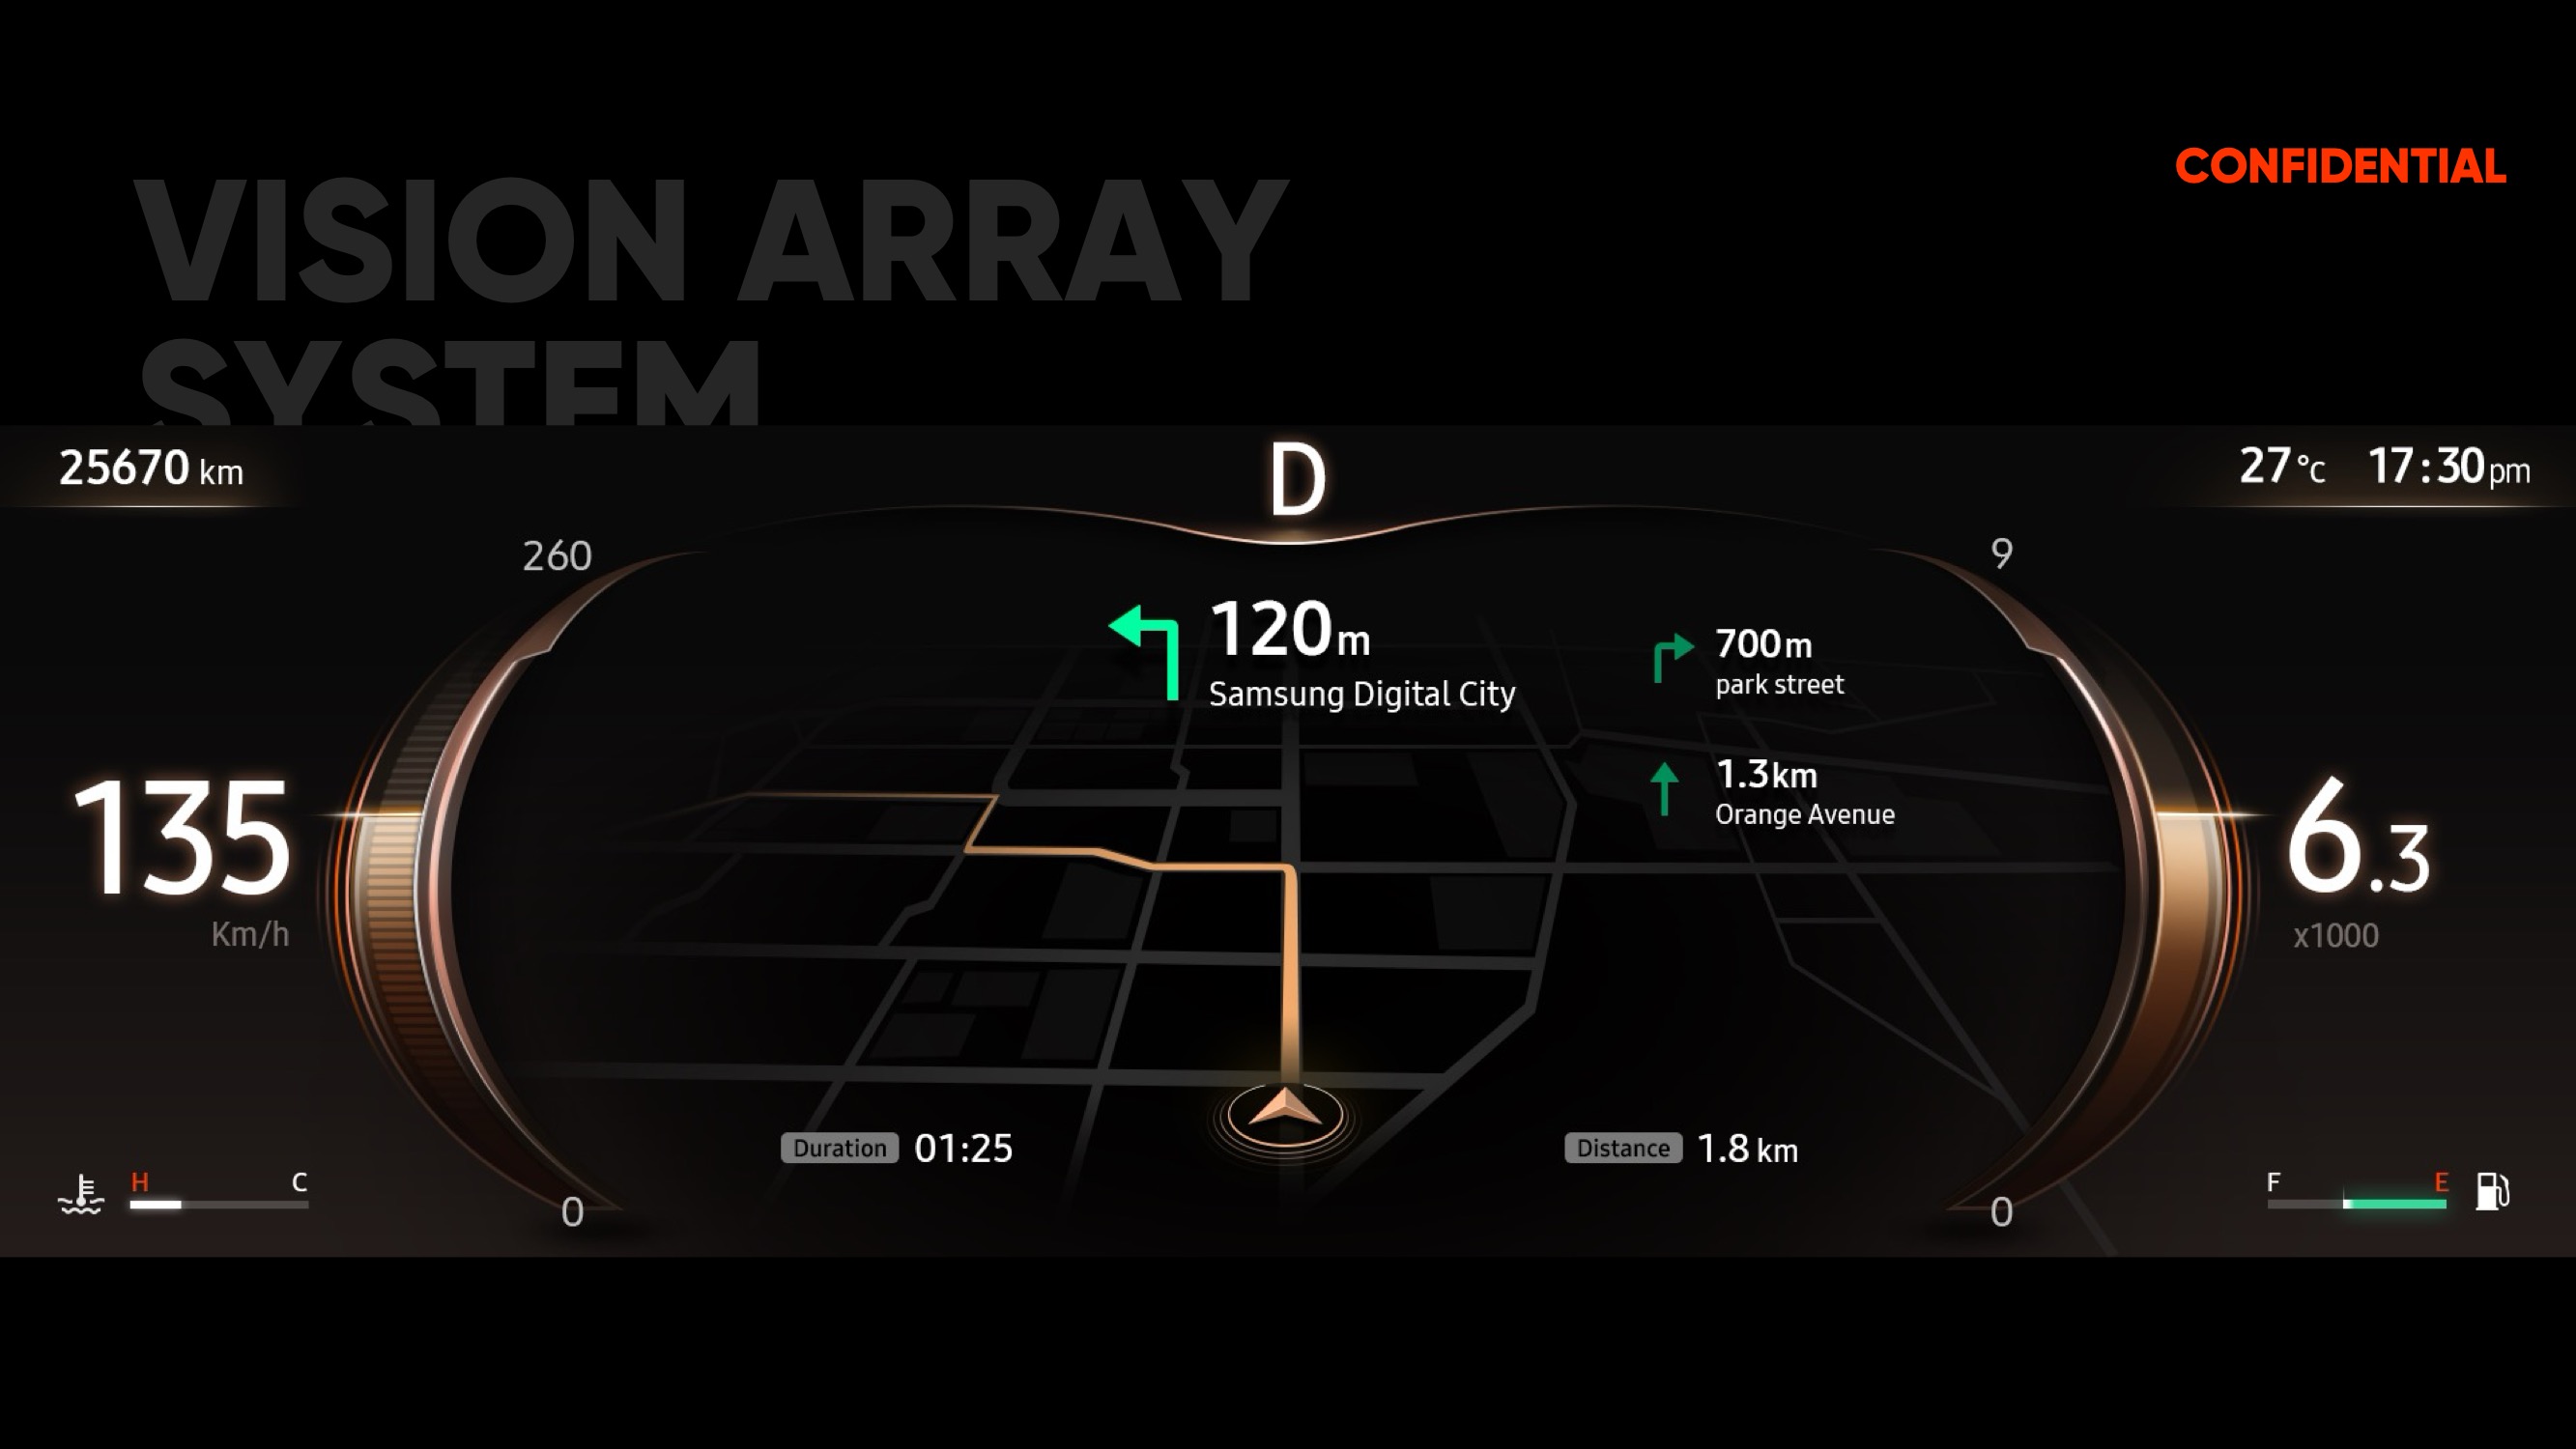 CONFIDENTIAL
VISION ARRAY
SYSTEM
25670 km
D
27°C 17:30pm
260
9
120m
Samsung Digital City
700m
park street
1.3km
Orange Avenue
135
Km/h
6.3
x1000
Duration 01:25
Distance 1.8 km
H C
F E
0
0